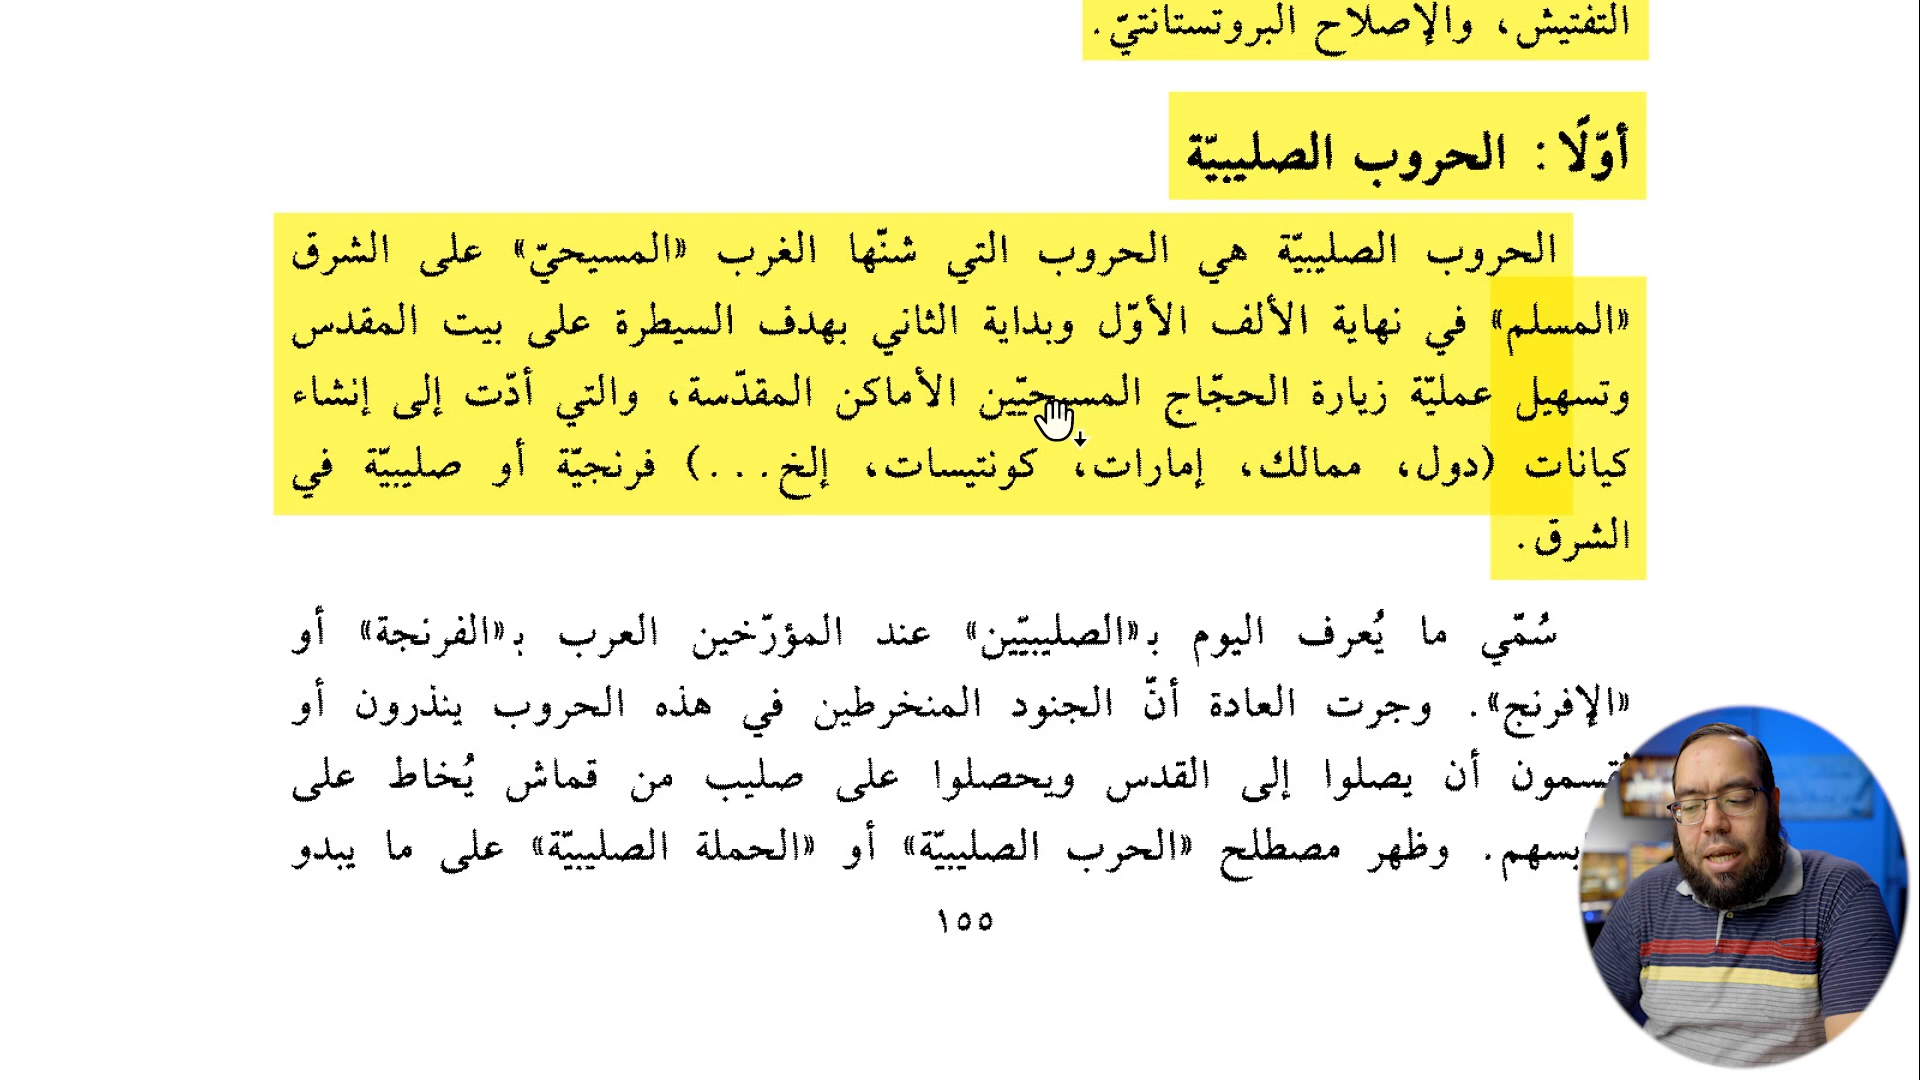 التفتيش، والإصلاح البروتستانتيّ.
أوّلًا: الحروب الصليبيّة
الحروب الصليبيّة هي الحروب التي شنّها الغرب «المسيحيّ» على الشرق
«المسلم» في نهاية الألف الأوّل وبداية الثاني بهدف السيطرة على بيت المقدس
وتسهيل عمليّة زيارة الحجّاج المسيحيّين الأماكن المقدّسة، والتي أدّت إلى إنشاء
كيانات (دول، ممالك، إمارات، كونتيسات، إلخ...) فرنجيّة أو صليبيّة في
الشرق.
سُمّي ما يُعرف اليوم بـ«الصليبيّين» عند المؤرّخين العرب بـ«الفرنجة» أو
«الإفرنج». وجرت العادة أنّ الجنود المنخرطين في هذه الحروب ينذرون أو
أن يصلوا إلى القدس ويحصلوا على صليب من قماش يُخاط على
وظهر مصطلح «الحرب الصليبيّة» أو «الحملة الصليبيّة» على ما يبدو
١٥٥